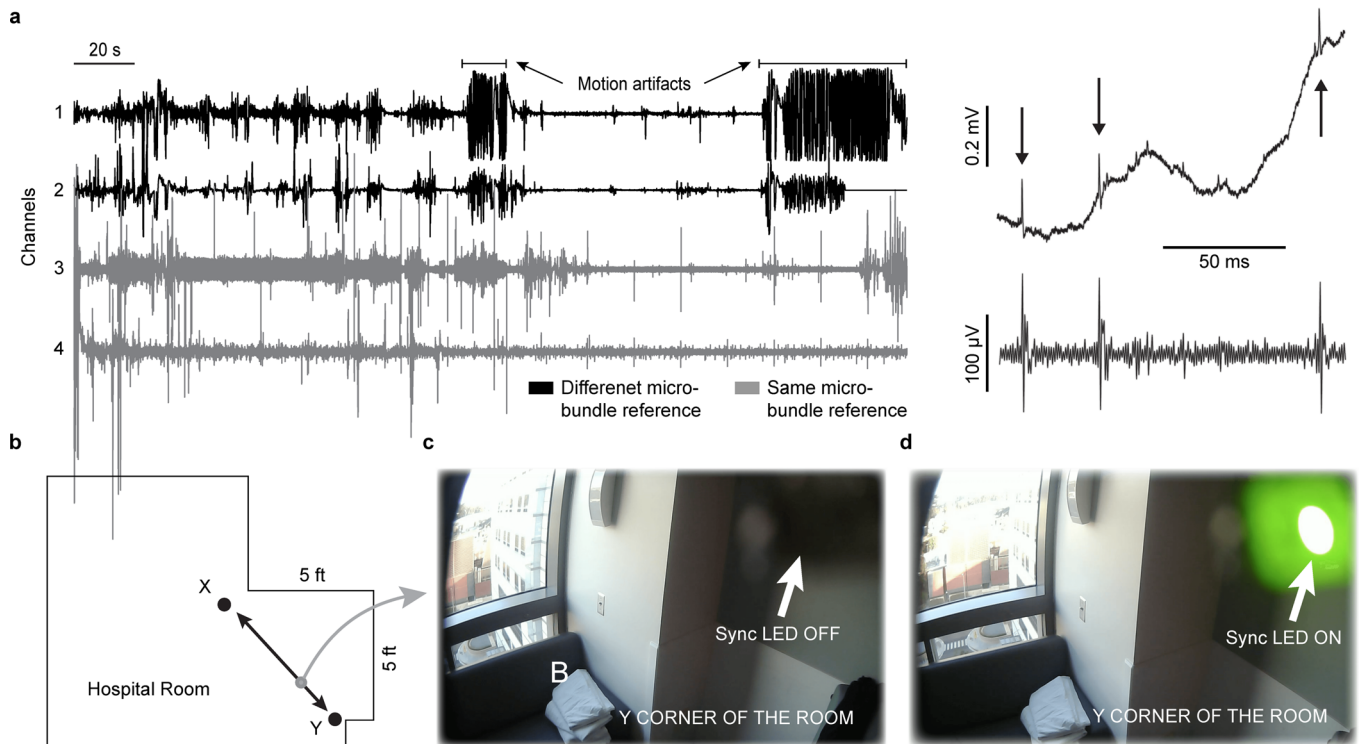 a
20 s
Motion artifacts
Channels
1
2
3
4
Differenet micro-
bundle reference
Same micro-
bundle reference
0.2 mV
50 ms
100 µV
b
5 ft
5 ft
X
Y
Hospital Room
c
Sync LED OFF
B
Y CORNER OF THE ROOM
d
Sync LED ON
Y CORNER OF THE ROOM